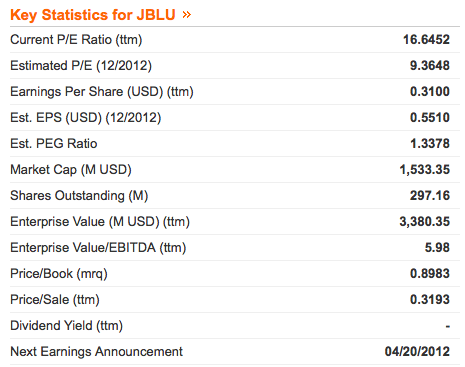 Key Statistics for JBLU »
Current P/E Ratio (ttm) 16.6452
Estimated P/E (12/2012) 9.3648
Earnings Per Share (USD) (ttm) 0.3100
Est. EPS (USD) (12/2012) 0.5510
Est. PEG Ratio 1.3378
Market Cap (M USD) 1,533.35
Shares Outstanding (M) 297.16
Enterprise Value (M USD) (ttm) 3,380.35
Enterprise Value/EBITDA (ttm) 5.98
Price/Book (mrq) 0.8983
Price/Sale (ttm) 0.3193
Dividend Yield (ttm) -
Next Earnings Announcement 04/20/2012